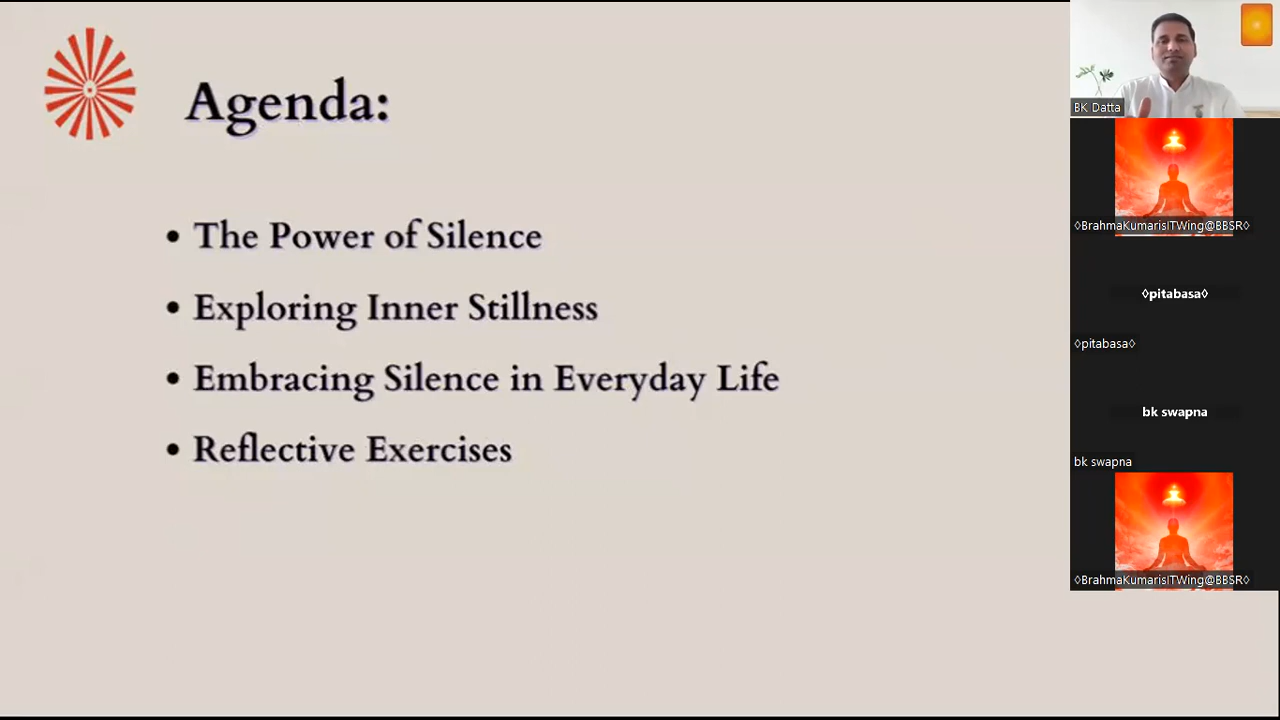 Agenda:
• The Power of Silence
• Exploring Inner Stillness
• Embracing Silence in Everyday Life
• Reflective Exercises
BK Datta
◊BrahmaKumarisITWing@BBSR◊
◊pitabasa◊
◊pitabasa◊
bk swapna
bk swapna
◊BrahmaKumarisITWing@BBSR◊